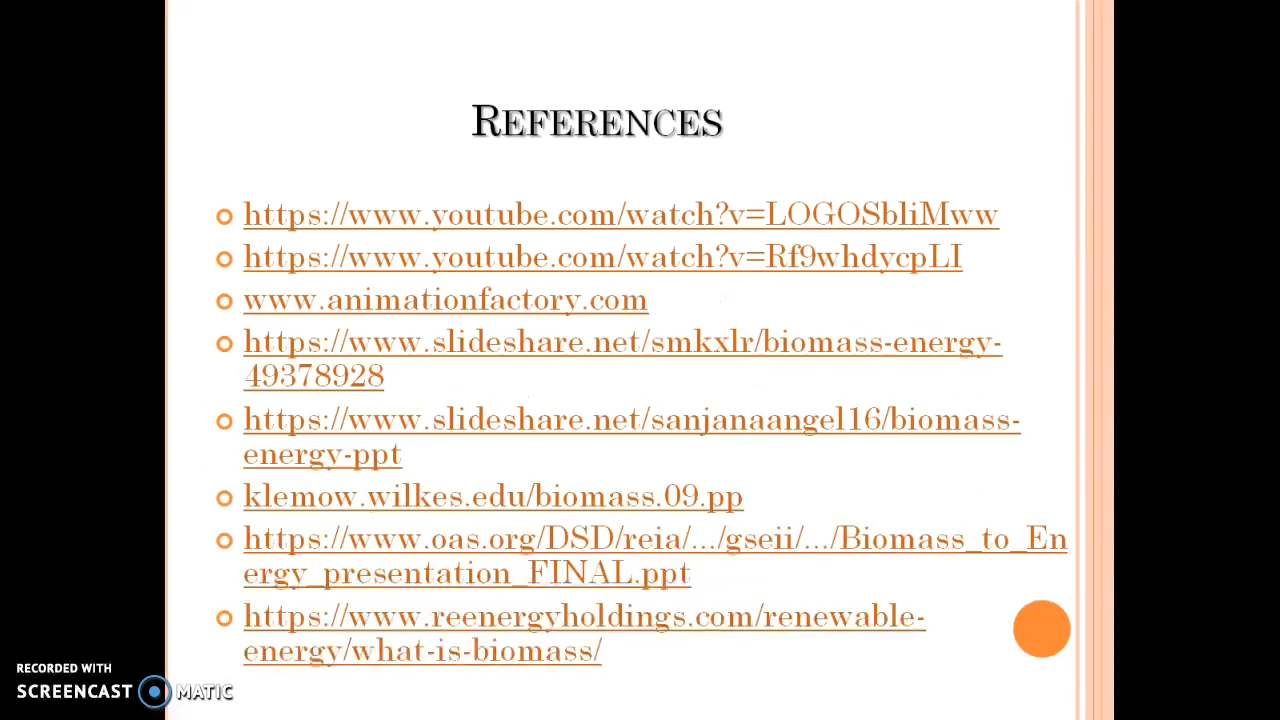 REFERENCES
https://www.youtube.com/watch?v=LOGOSbliMww
https://www.youtube.com/watch?v=Rf9whdycpLI
www.animationfactory.com
https://www.slideshare.net/smkxlr/biomass-energy-
49378928
https://www.slideshare.net/sanjanaangel16/biomass-
energy-ppt
klemow.wilkes.edu/biomass.09.pp
https://www.oas.org/DSD/reia/.../gseii/.../Biomass_to_En
ergy_presentation_FINAL.ppt
https://www.reenergyholdings.com/renewable-
energy/what-is-biomass/
RECORDED WITH
SCREENCAST MATIC